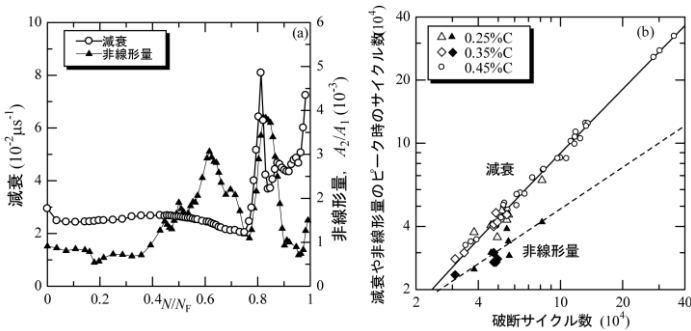 (a)
減衰
非線形量
減衰 (10⁻²μs⁻¹)
10
8
6
4
2
0
0
0.2
0.4
0.6
0.8
1
N/N_F
6
5
4
3
2
1
0
非線形量，A₂/A₁ (10⁻³)
(b)
0.25%C
0.35%C
0.45%C
減衰や非線形量のピーク時のサイクル数 (10⁴)
40
20
10
4
2
減衰
非線形量
4
6
8
10
20
40
破断サイクル数 (10⁴)